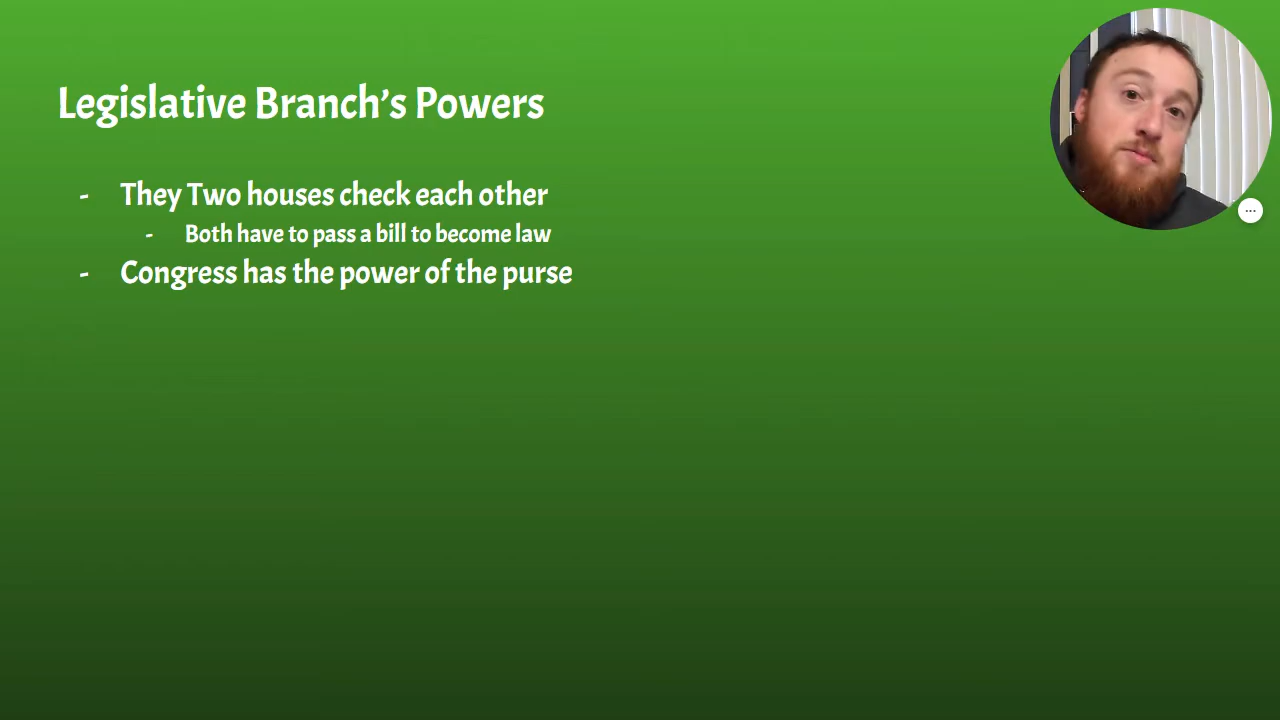 Legislative Branch’s Powers
- They Two houses check each other
- Both have to pass a bill to become law
- Congress has the power of the purse